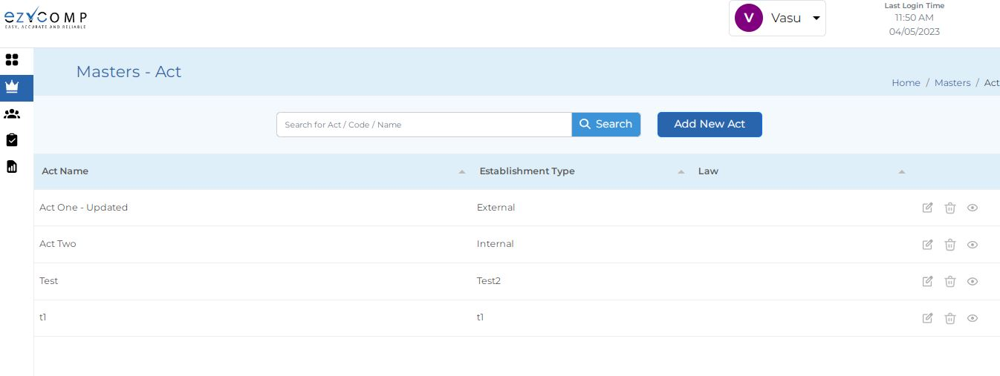 ezycomp
EASY, ACCURATE AND RELIABLE
V Vasu
Last Login Time
11:50 AM
04/05/2023
Masters - Act
Home / Masters / Act
Search for Act / Code / Name Search Add New Act
Act Name Establishment Type Law
Act One - Updated External
Act Two Internal
Test Test2
t1 t1